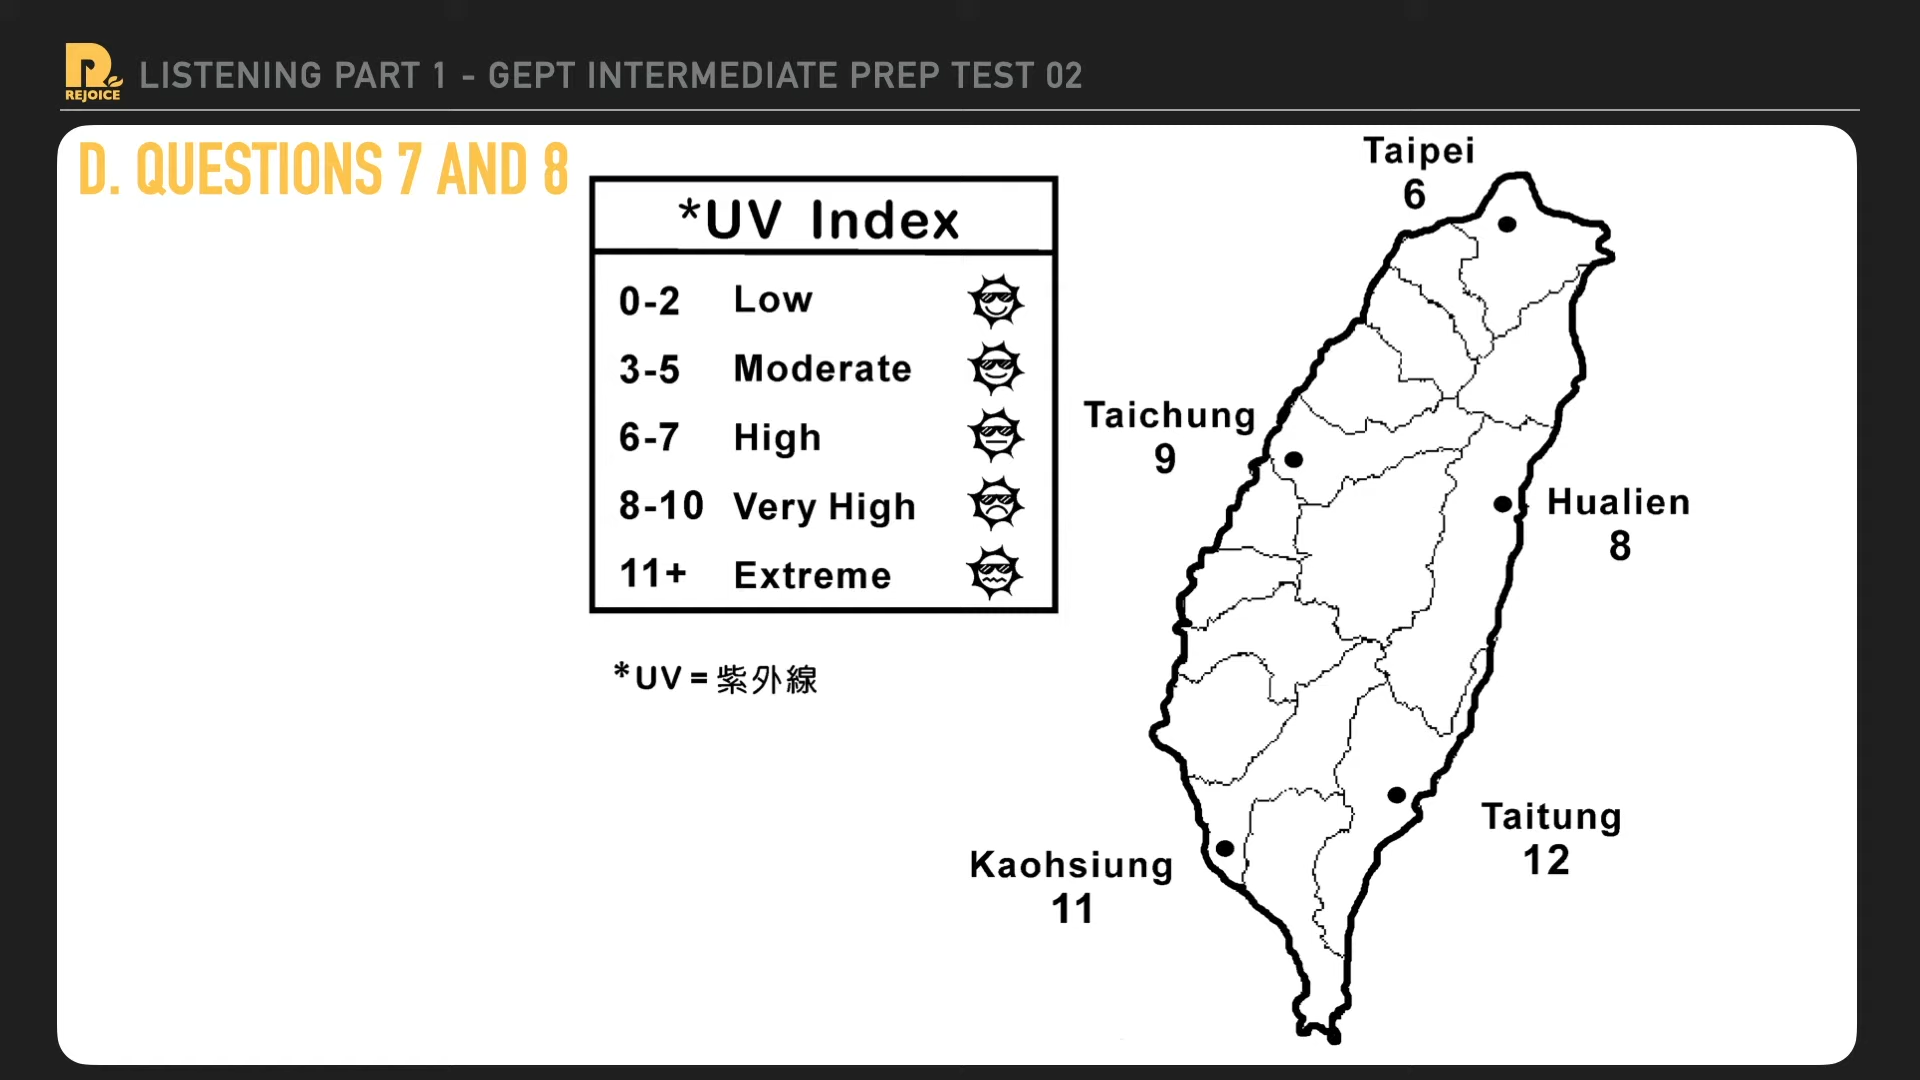 REJOICE
LISTENING PART 1 - GEPT INTERMEDIATE PREP TEST 02
D. QUESTIONS 7 AND 8
*UV Index
0-2 Low
3-5 Moderate
6-7 High
8-10 Very High
11+ Extreme
*UV = 紫外線
Taipei
6
Taichung
9
Hualien
8
Taitung
12
Kaohsiung
11